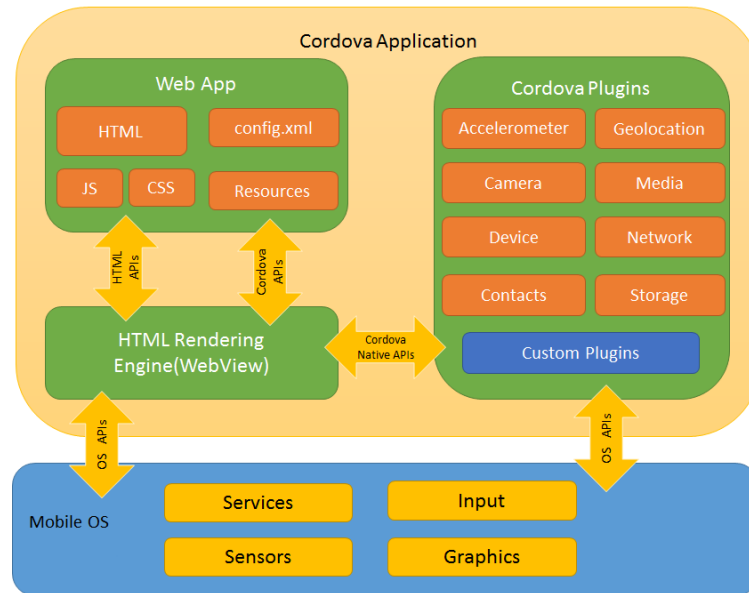 Cordova Application
Web App
HTML
config.xml
JS
CSS
Resources
HTML
APIs
Cordova
APIs
HTML Rendering
Engine(WebView)
Cordova
Native APIs
Cordova Plugins
Accelerometer
Geolocation
Camera
Media
Device
Network
Contacts
Storage
Custom Plugins
OS APIs
OS APIs
Mobile OS
Services
Input
Sensors
Graphics